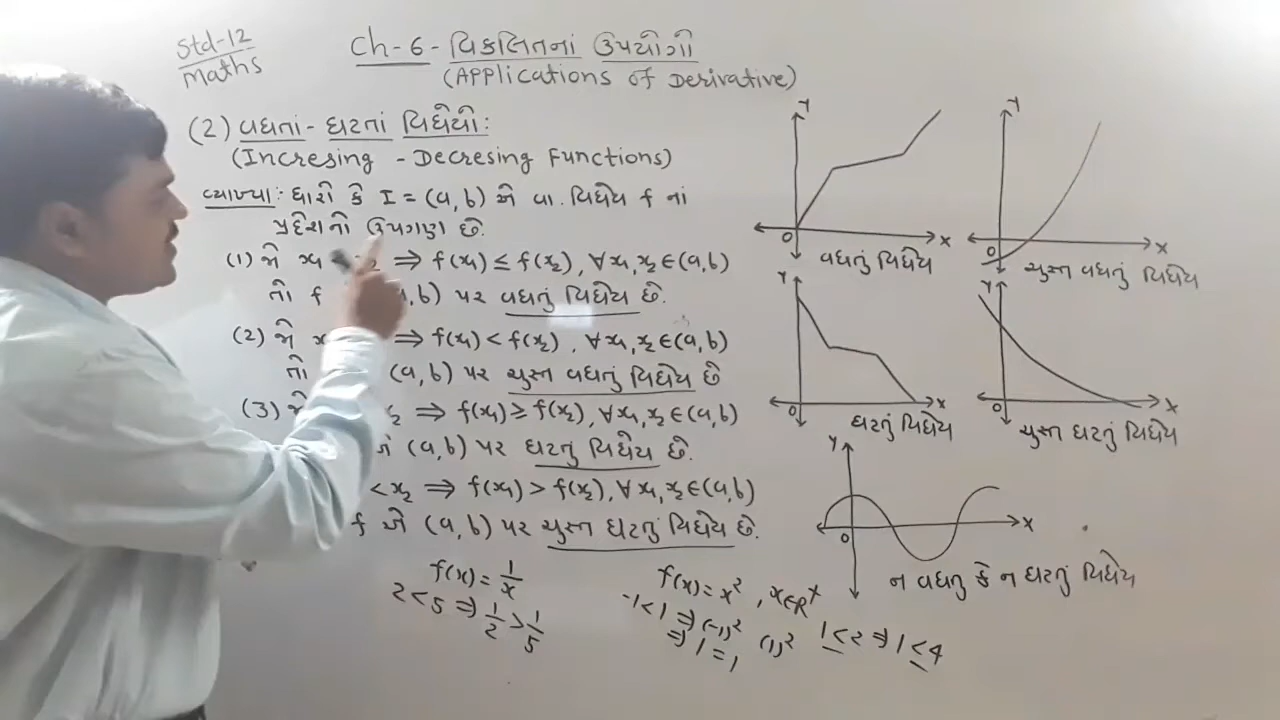 Std-12
Maths
Ch-6 - વિકલિતનાં ઉપયોગો
(Applications of Derivative)
(2) વધતાં - ઘટતાં વિધેયો:
(Incresing - Decresing Functions)
વ્યાખ્યા: ધારો કે I = (a, b) એ વા. વિધેય f નાં
પ્રદેશનો ઉપગણ છે.
(1) જો x₁ x₂ ⇒ f(x₁) ≤ f(x₂), ∀x₁,x₂∈(a,b)
તો f a, b) પર વધતું વિધેય છે.
(2) જો ⇒ f(x₁) < f(x₂), ∀x₁,x₂∈(a,b)
તો (a, b) પર ચુસ્ત વધતું વિધેય છે
(3) x₂ ⇒ f(x₁) ≥ f(x₂), ∀x₁,x₂∈(a,b)
એ (a,b) પર ઘટતું વિધેય છે.
< x₂ ⇒ f(x₁) > f(x₂), ∀x₁,x₂∈(a,b)
f એ (a,b) પર ચુસ્ત ઘટતું વિધેય છે.
f(x) = 1/x
2 < 5 ⇒ 1/2 > 1/5
f(x) = x², x∈R⁺
-1<1 ⇒ (-1)² (1)²
⇒ 1 = 1
1 ≤ 2 ⇒ 1 ≤ 4
Y
O
X
વધતું વિધેય
Y
O
X
ચુસ્ત વધતું વિધેય
Y
O
X
ઘટતું વિધેય
Y
O
X
ચુસ્ત ઘટતું વિધેય
Y
O
X
ન વધતું કે ન ઘટતું વિધેય